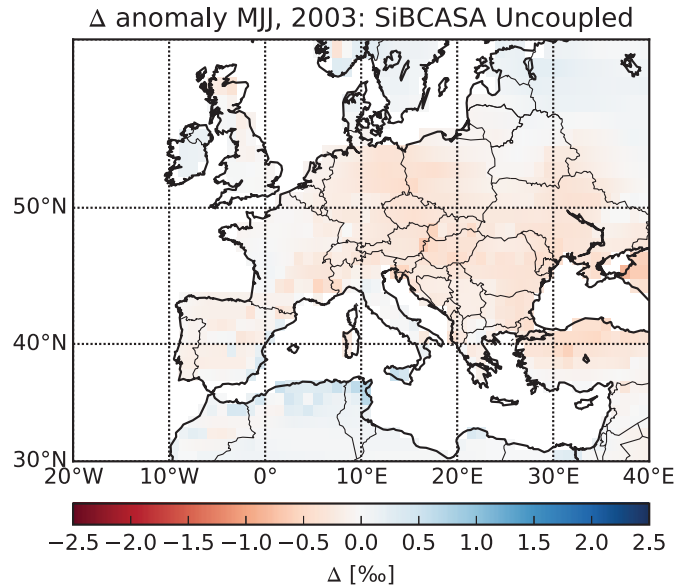 Δ anomaly MJJ, 2003: SiBCASA Uncoupled
50°N
40°N
30°N
20°W 10°W 0° 10°E 20°E 30°E 40°E
−2.5 −2.0 −1.5 −1.0 −0.5 0.0 0.5 1.0 1.5 2.0 2.5
Δ [‰]